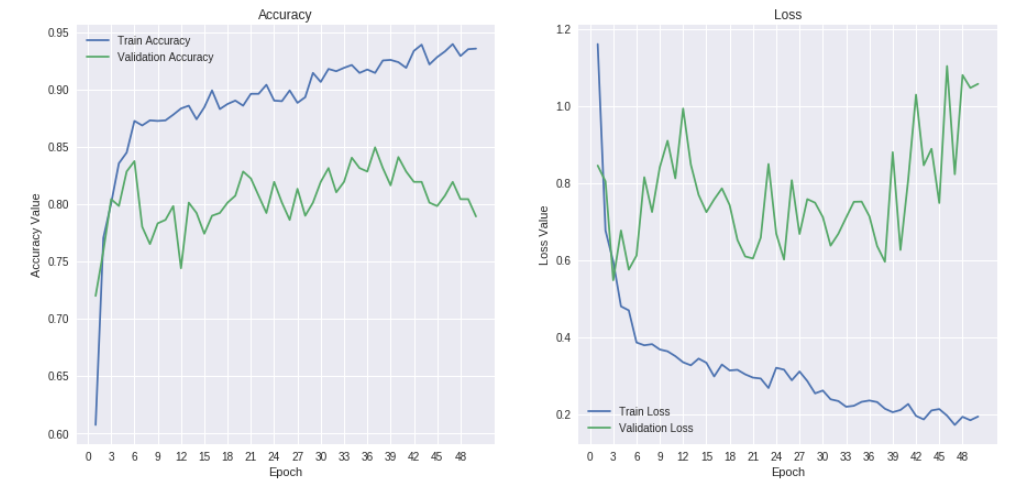 Accuracy
0.95
0.90
0.85
0.80
0.75
0.70
0.65
0.60
Accuracy Value
Train Accuracy
Validation Accuracy
0 3 6 9 12 15 18 21 24 27 30 33 36 39 42 45 48
Epoch
Loss
1.2
1.0
0.8
0.6
0.4
0.2
Loss Value
Train Loss
Validation Loss
0 3 6 9 12 15 18 21 24 27 30 33 36 39 42 45 48
Epoch